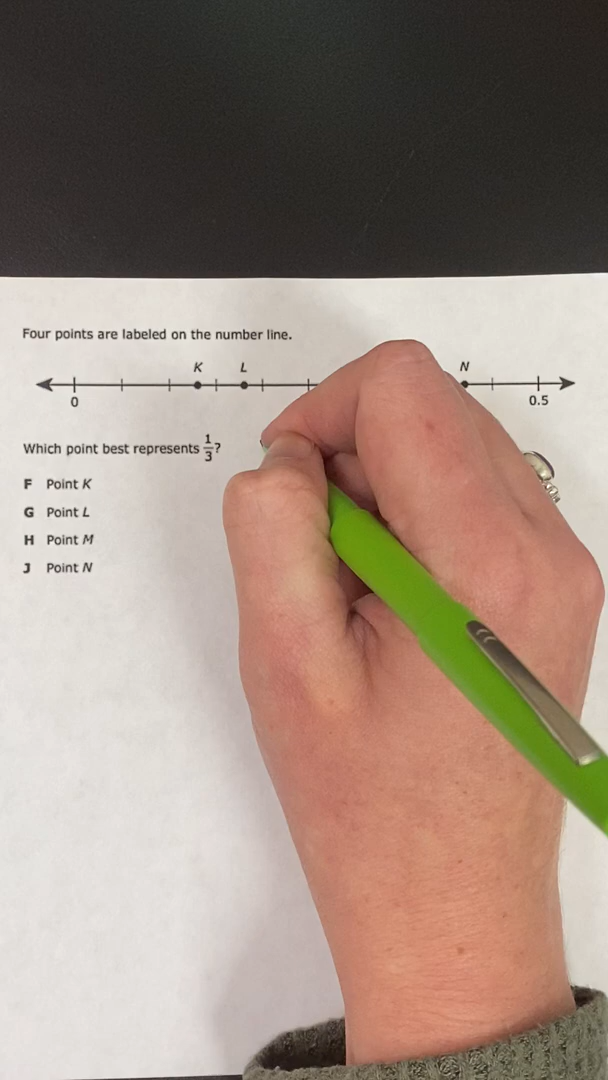 Four points are labeled on the number line.
K L N
0 0.5
Which point best represents 1/3?
F Point K
G Point L
H Point M
J Point N